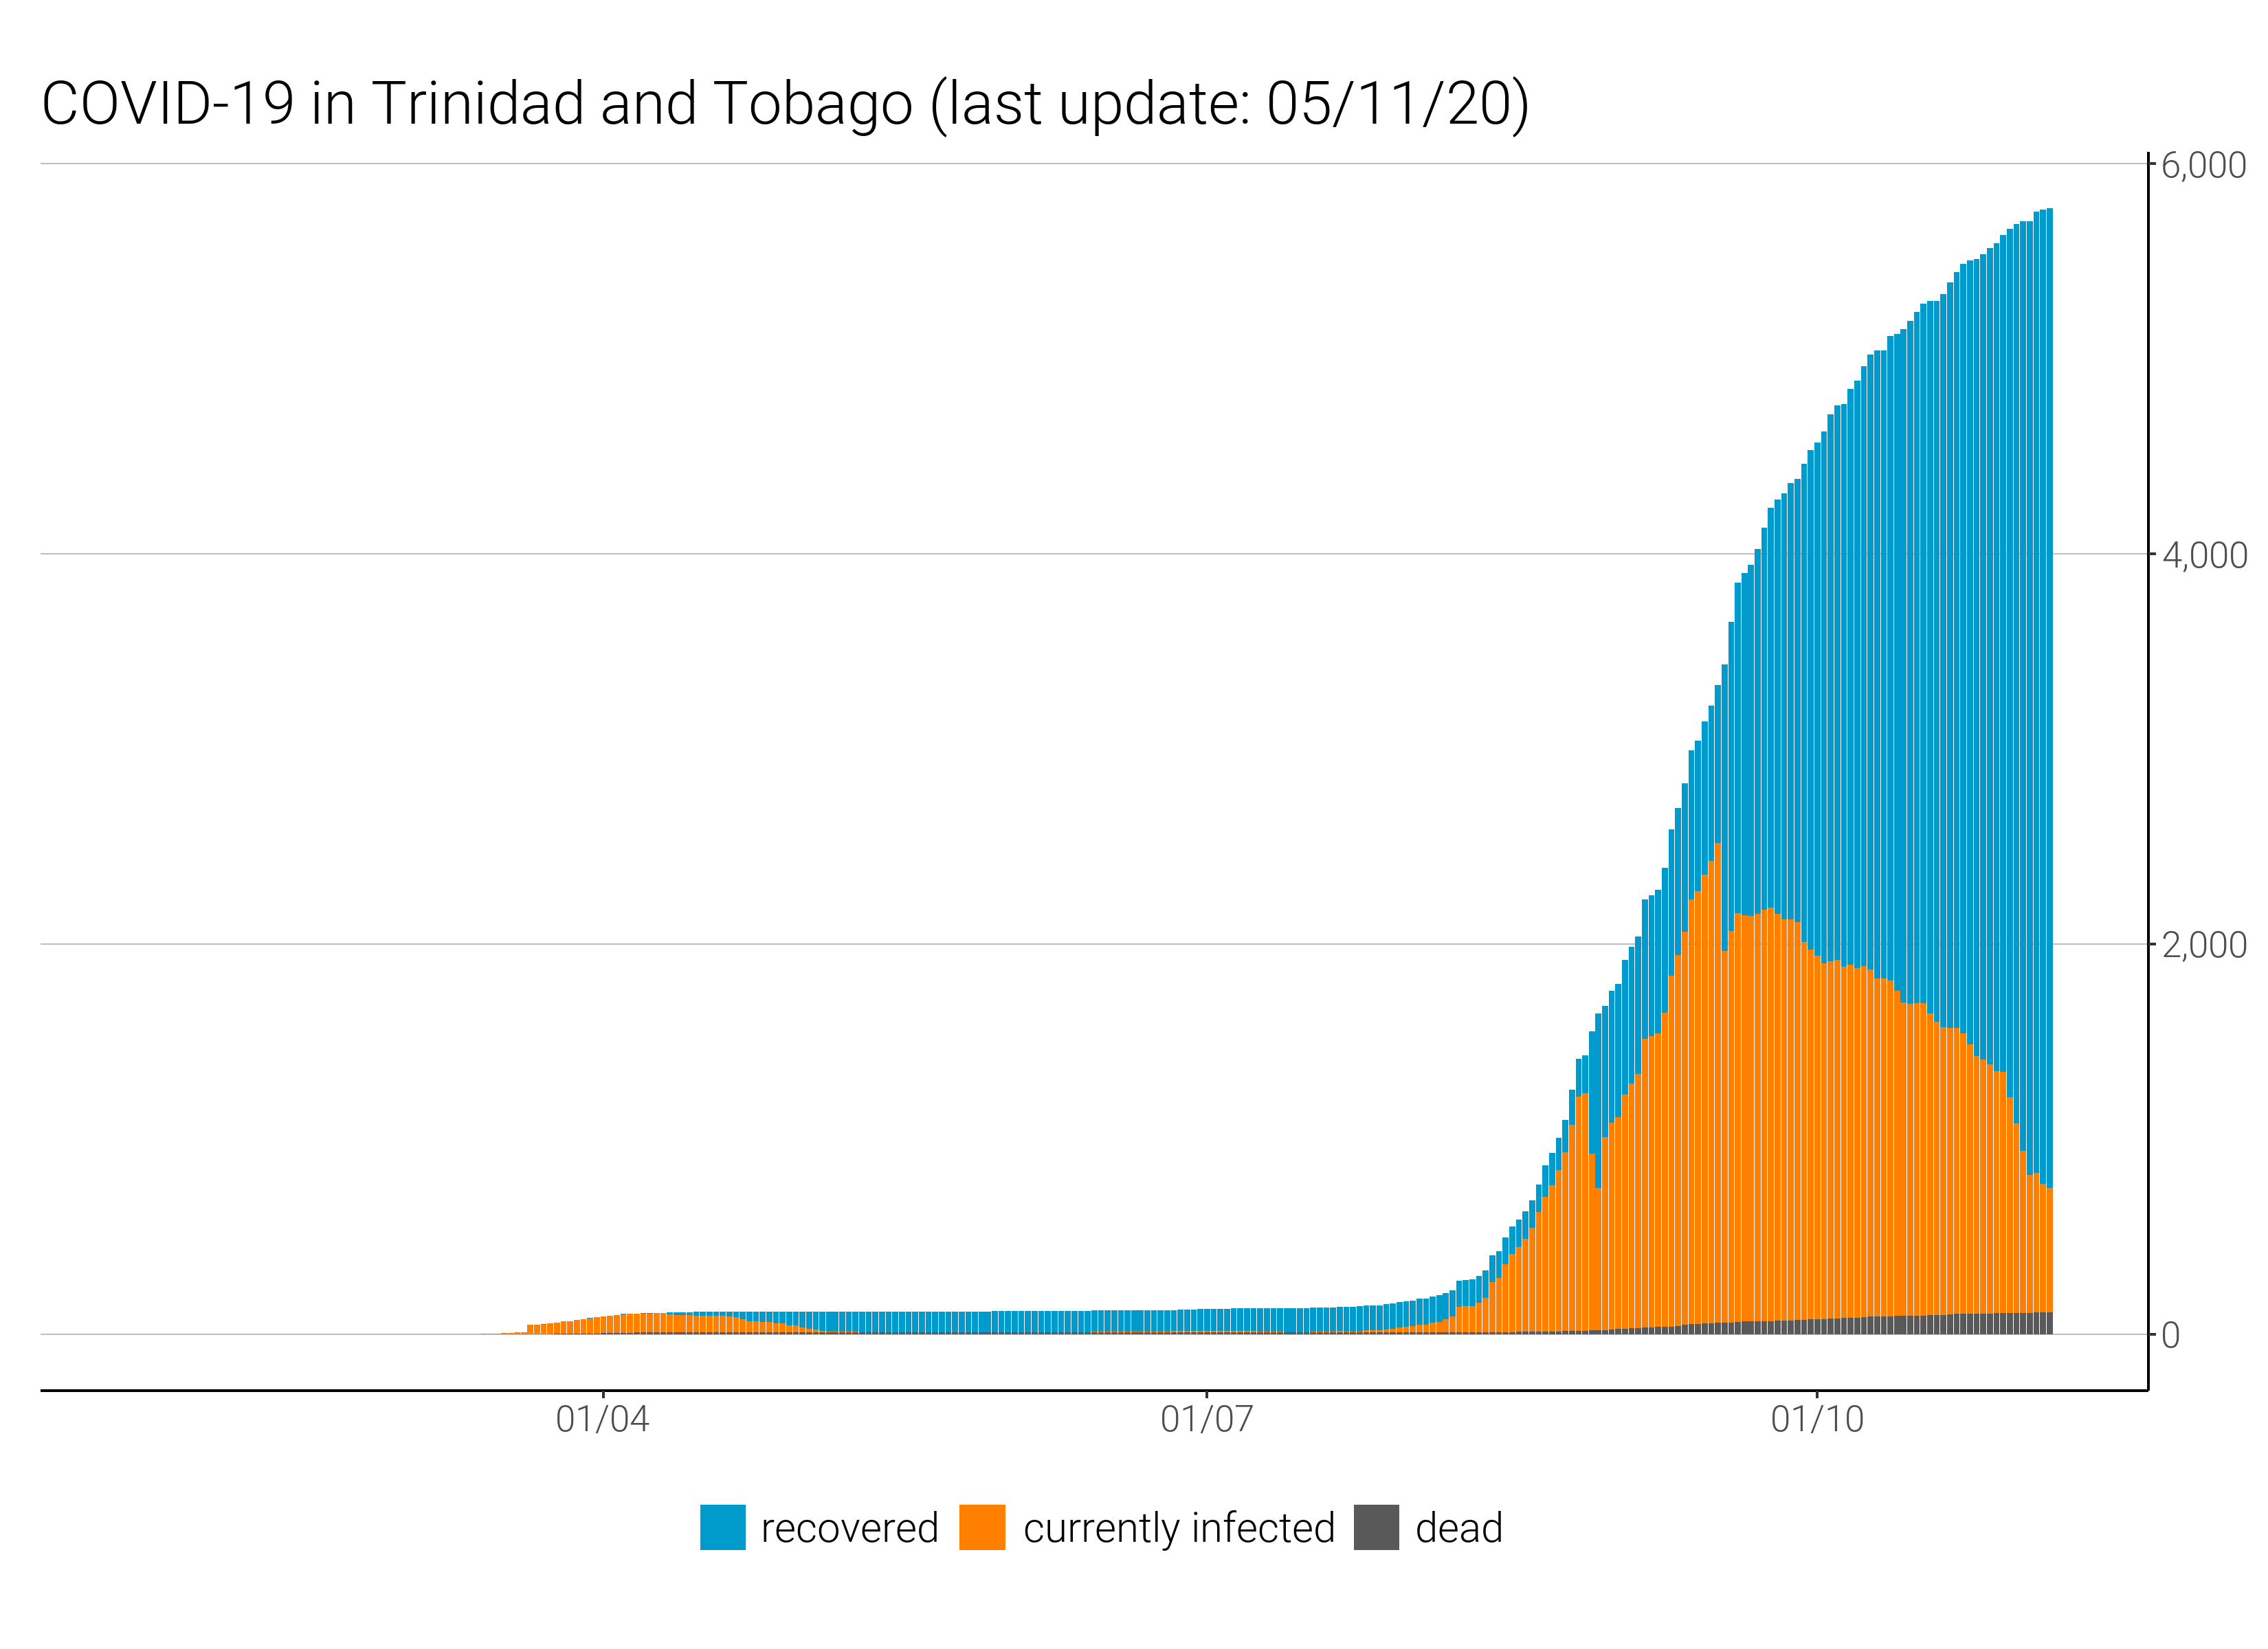 COVID-19 in Trinidad and Tobago (last update: 05/11/20)
6,000
4,000
2,000
0
01/04 01/07 01/10
recovered currently infected dead